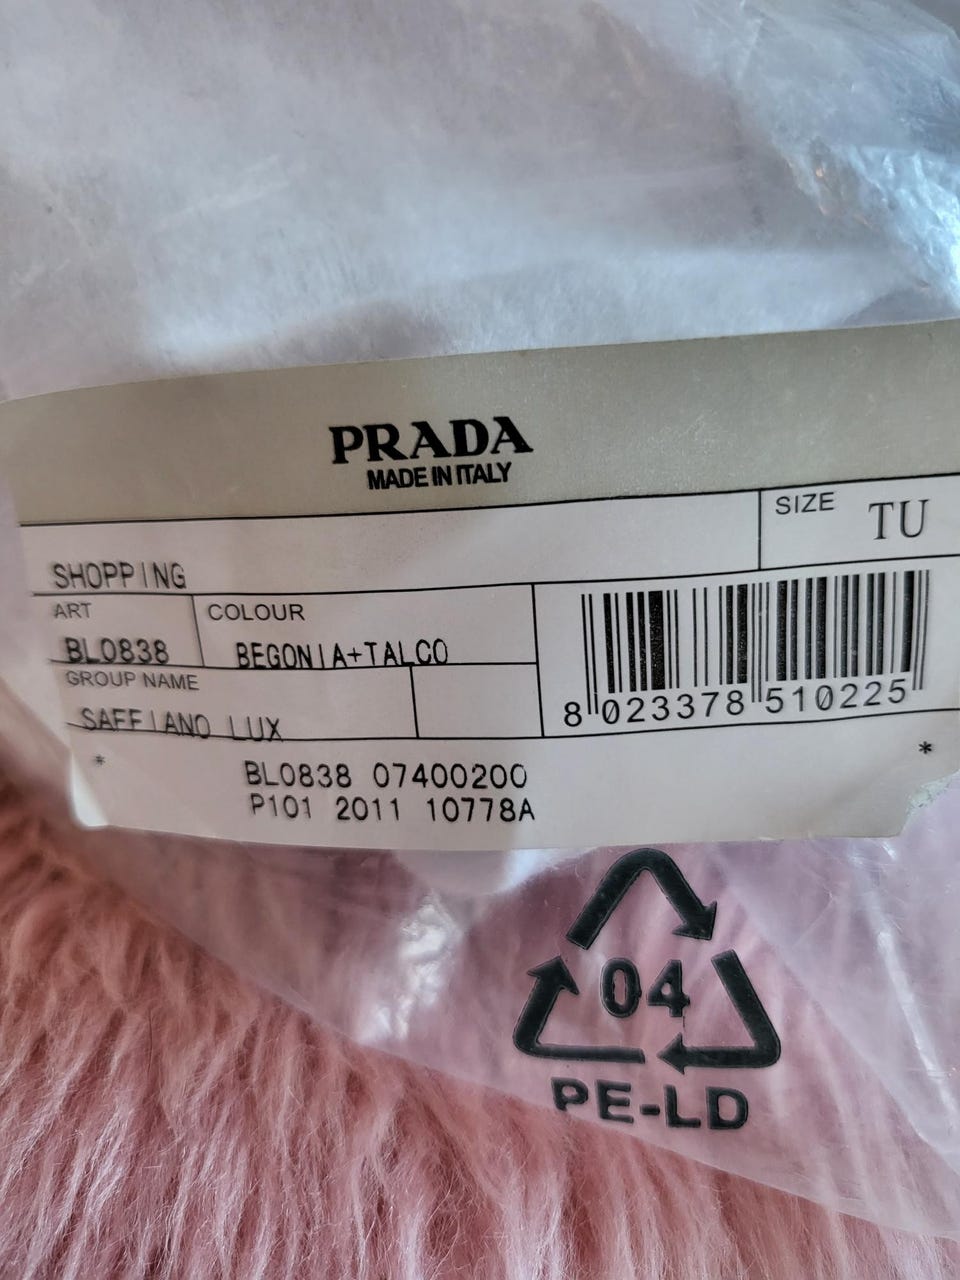 PRADA
MADE IN ITALY
SIZE TU
SHOPPING
ART COLOUR
BL0838 BEGONIA+TALCO
GROUP NAME
SAFFIANO LUX
8 023378 510225
* *
BL0838 07400200
P101 2011 10778A
04
PE-LD